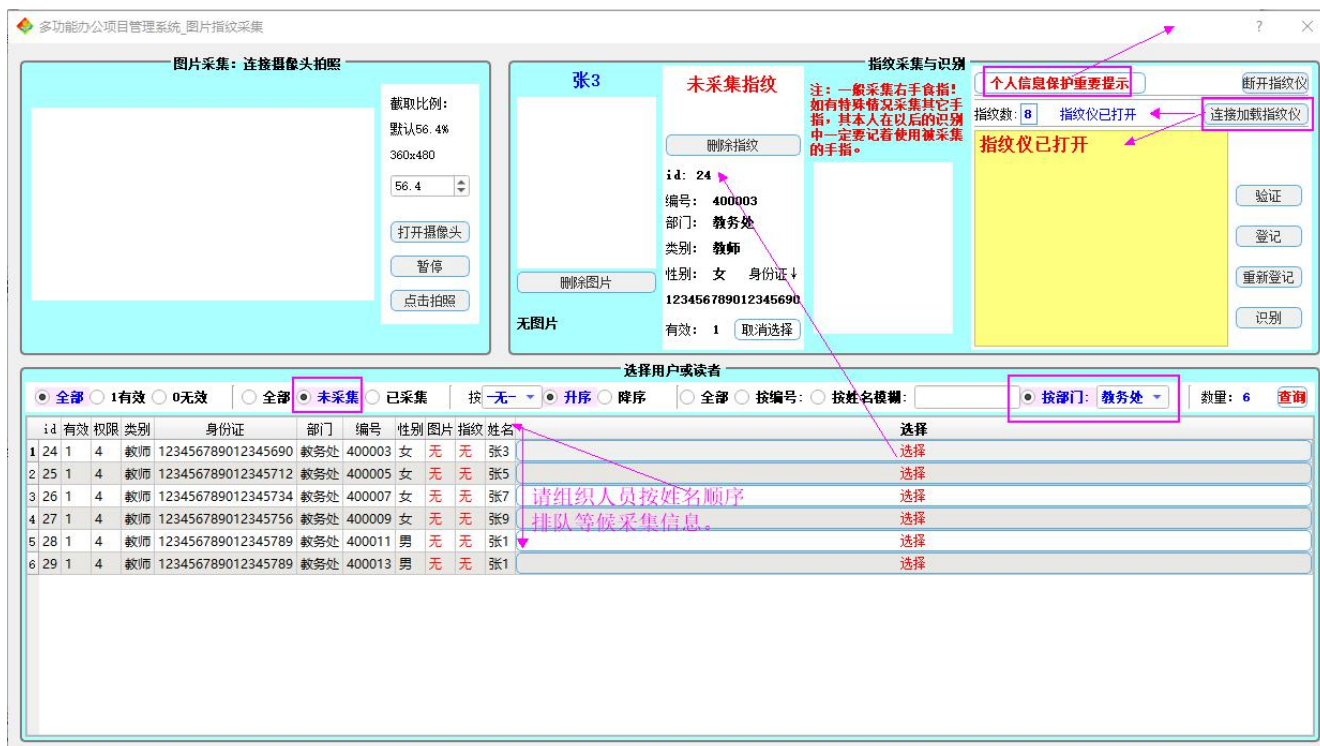 多功能办公项目管理系统_图片指纹采集
?
图片采集：连接摄像头拍照
截取比例：
默认56.4%
360x480
56.4
打开摄像头
暂停
点击拍照
指纹采集与识别
张3
删除图片
无图片
未采集指纹
删除指纹
id: 24
编号： 400003
部门： 教务处
类别： 教师
性别： 女 身份证↓
123456789012345690
有效： 1 取消选择
注：一般采集右手食指！
如有特殊情况采集其它手
指，其本人在以后的识别
中一定要记着使用被采集
的手指。
个人信息保护重要提示 断开指纹仪
指纹数: 8 指纹仪已打开 连接加载指纹仪
指纹仪已打开
验证
登记
重新登记
识别
选择用户或读者
全部 1有效 0无效 全部 未采集 已采集 按 -无- 升序 降序 全部 按编号: 按姓名模糊: 按部门: 教务处 数量: 6 查询
id 有效 权限 类别 身份证 部门 编号 性别 图片 指纹 姓名 选择
1 24 1 4 教师 123456789012345690 教务处 400003 女 无 无 张3 选择
2 25 1 4 教师 123456789012345712 教务处 400005 女 无 无 张5 选择
3 26 1 4 教师 123456789012345734 教务处 400007 女 无 无 张7 选择
4 27 1 4 教师 123456789012345756 教务处 400009 女 无 无 张9 选择
5 28 1 4 教师 123456789012345789 教务处 400011 男 无 无 张1 选择
6 29 1 4 教师 123456789012345789 教务处 400013 男 无 无 张1 选择
请组织人员按姓名顺序
排队等候采集信息。